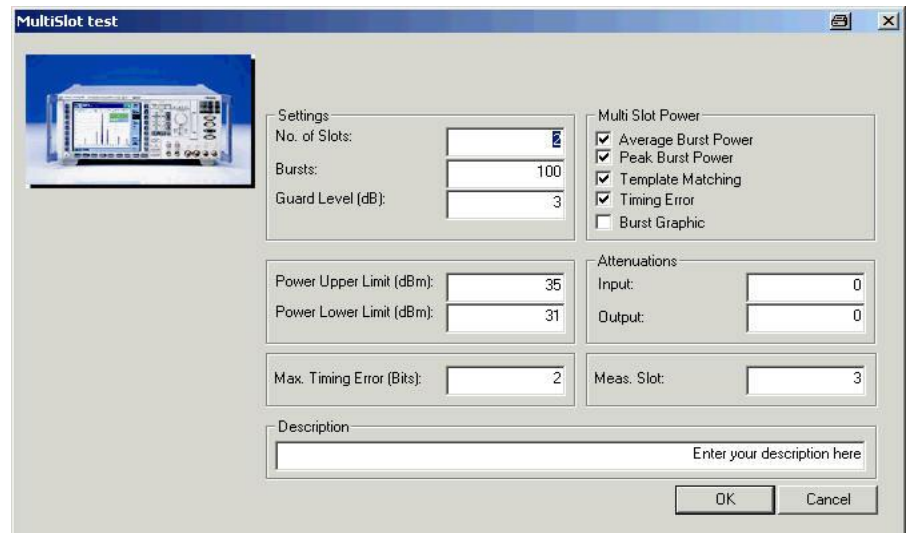 MultiSlot test
Settings
No. of Slots: 2
Bursts: 100
Guard Level (dB): 3
Multi Slot Power
Average Burst Power
Peak Burst Power
Template Matching
Timing Error
Burst Graphic
Power Upper Limit (dBm): 35
Power Lower Limit (dBm): 31
Attenuations
Input: 0
Output: 0
Max. Timing Error (Bits): 2
Meas. Slot: 3
Description
Enter your description here
OK
Cancel